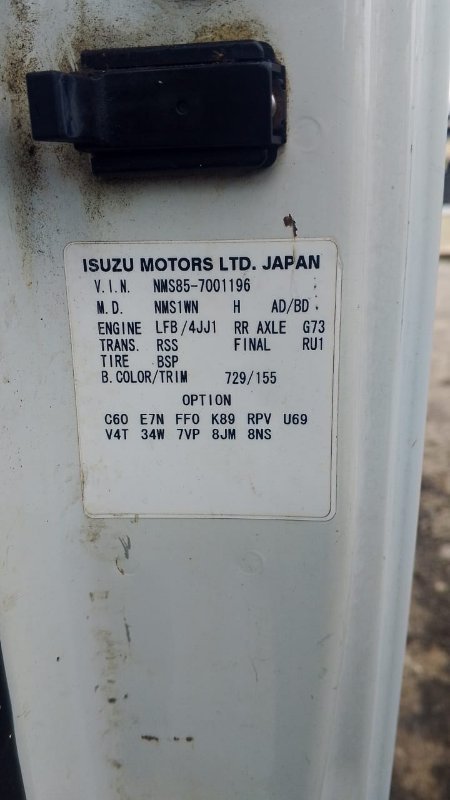 ISUZU MOTORS LTD. JAPAN
V.I.N. NMS85-7001196
M.D. NMS1WN H AD/BD
ENGINE LFB/4JJ1 RR AXLE G73
TRANS. RSS FINAL RU1
TIRE BSP
B.COLOR/TRIM 729/155
OPTION
C60 E7N FF0 K89 RPV U69
V4T 34W 7VP 8JM 8NS